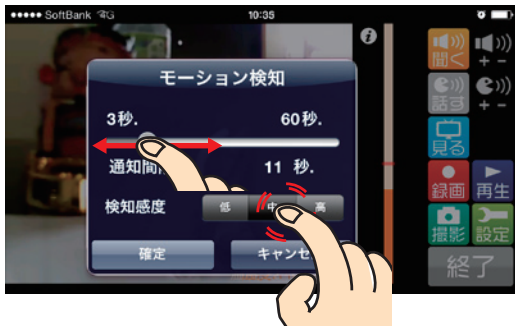 ●●●●● SoftBank 3G 10:35
モーション検知
3秒. 60秒.
通知間 11 秒.
検知感度 低 中 高
確定 キャンセ
聞く + -
話す + -
見る
録画 再生
撮影 設定
終了